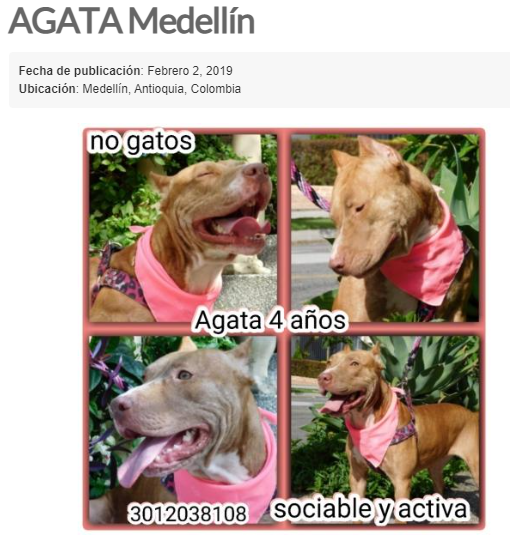 AGATA Medellín
Fecha de publicación: Febrero 2, 2019
Ubicación: Medellín, Antioquia, Colombia
no gatos
Agata 4 años
3012038108
sociable y activa